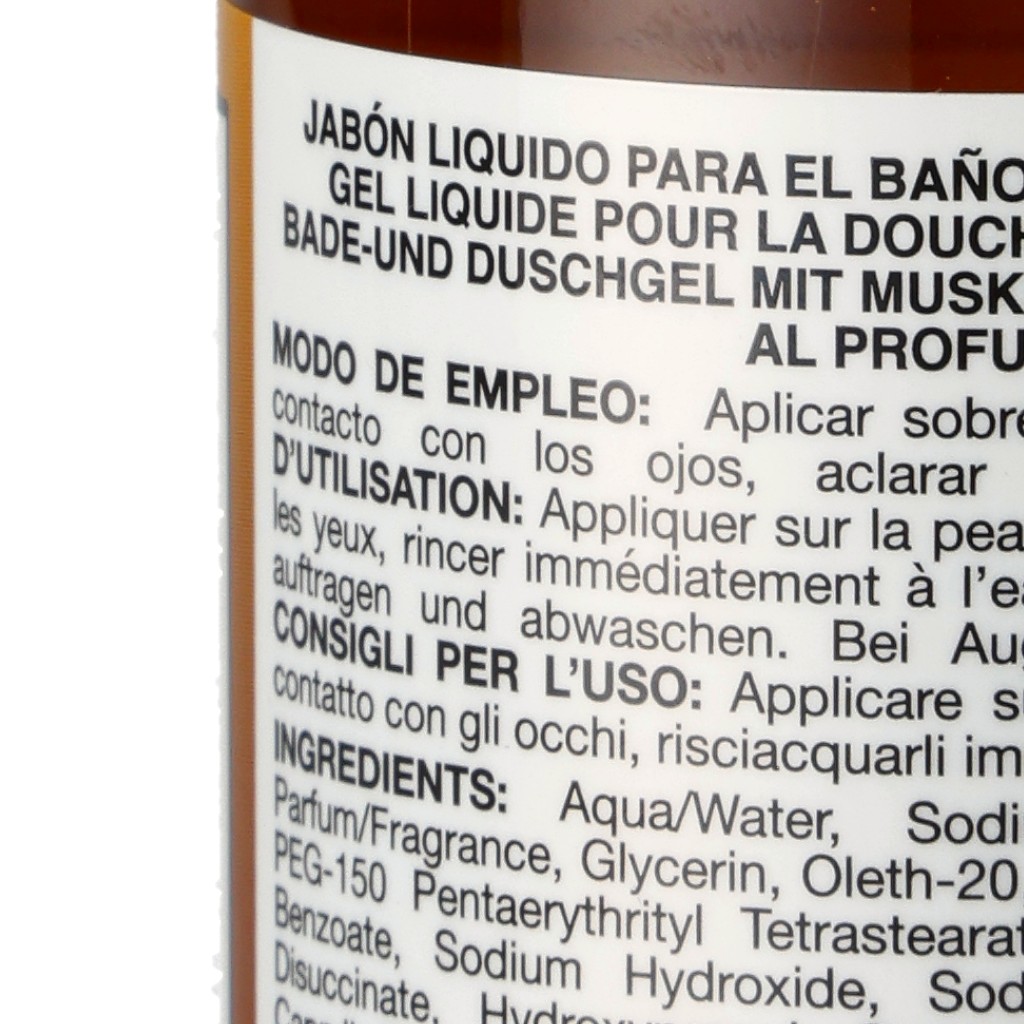 JABÓN LIQUIDO PARA EL BAÑO
GEL LIQUIDE POUR LA DOUCH
BADE-UND DUSCHGEL MIT MUSK
AL PROFU
MODO DE EMPLEO: Aplicar sobre
contacto con los ojos, aclarar
D'UTILISATION: Appliquer sur la pea
les yeux, rincer immédiatement à l'ea
auftragen und abwaschen. Bei Aug
CONSIGLI PER L'USO: Applicare s
contatto con gli occhi, risciacquarli im
INGREDIENTS: Aqua/Water, Sodi
Parfum/Fragrance, Glycerin, Oleth-20
PEG-150 Pentaerythrityl Tetrastearat
Benzoate, Sodium Hydroxide, Sod
Disuccinate,